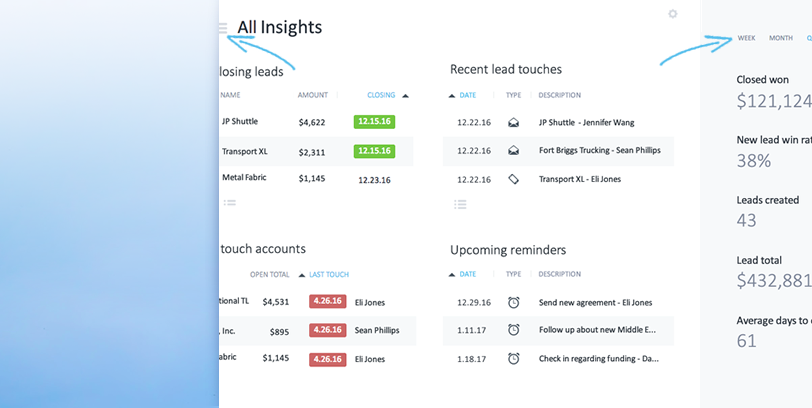 All Insights
WEEK MONTH Q
losing leads
NAME AMOUNT CLOSING
JP Shuttle $4,622 12.15.16
Transport XL $2,311 12.15.16
Metal Fabric $1,145 12.23.16
Recent lead touches
DATE TYPE DESCRIPTION
12.22.16 JP Shuttle - Jennifer Wang
12.22.16 Fort Briggs Trucking - Sean Phillips
12.22.16 Transport XL - Eli Jones
touch accounts
OPEN TOTAL LAST TOUCH
tional TL $4,531 4.26.16 Eli Jones
, Inc. $895 4.26.16 Sean Phillips
abric $1,145 4.26.16 Eli Jones
Upcoming reminders
DATE TYPE DESCRIPTION
12.29.16 Send new agreement - Eli Jones
1.11.17 Follow up about new Middle E...
1.18.17 Check in regarding funding - Da...
Closed won
$121,124
New lead win rat
38%
Leads created
43
Lead total
$432,881
Average days to
61